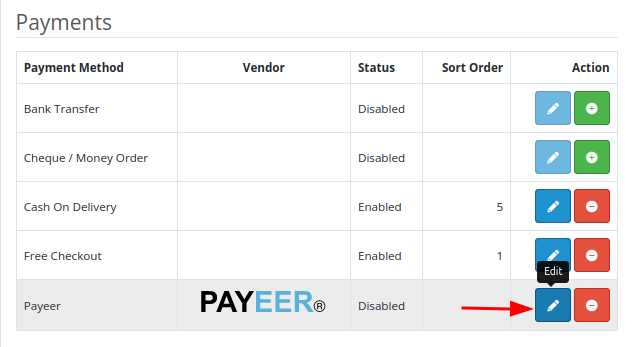 Payments
Payment Method Vendor Status Sort Order Action
Bank Transfer Disabled
Cheque / Money Order Disabled
Cash On Delivery Enabled 5
Free Checkout Enabled 1
Edit
Payeer PAYEER® Disabled